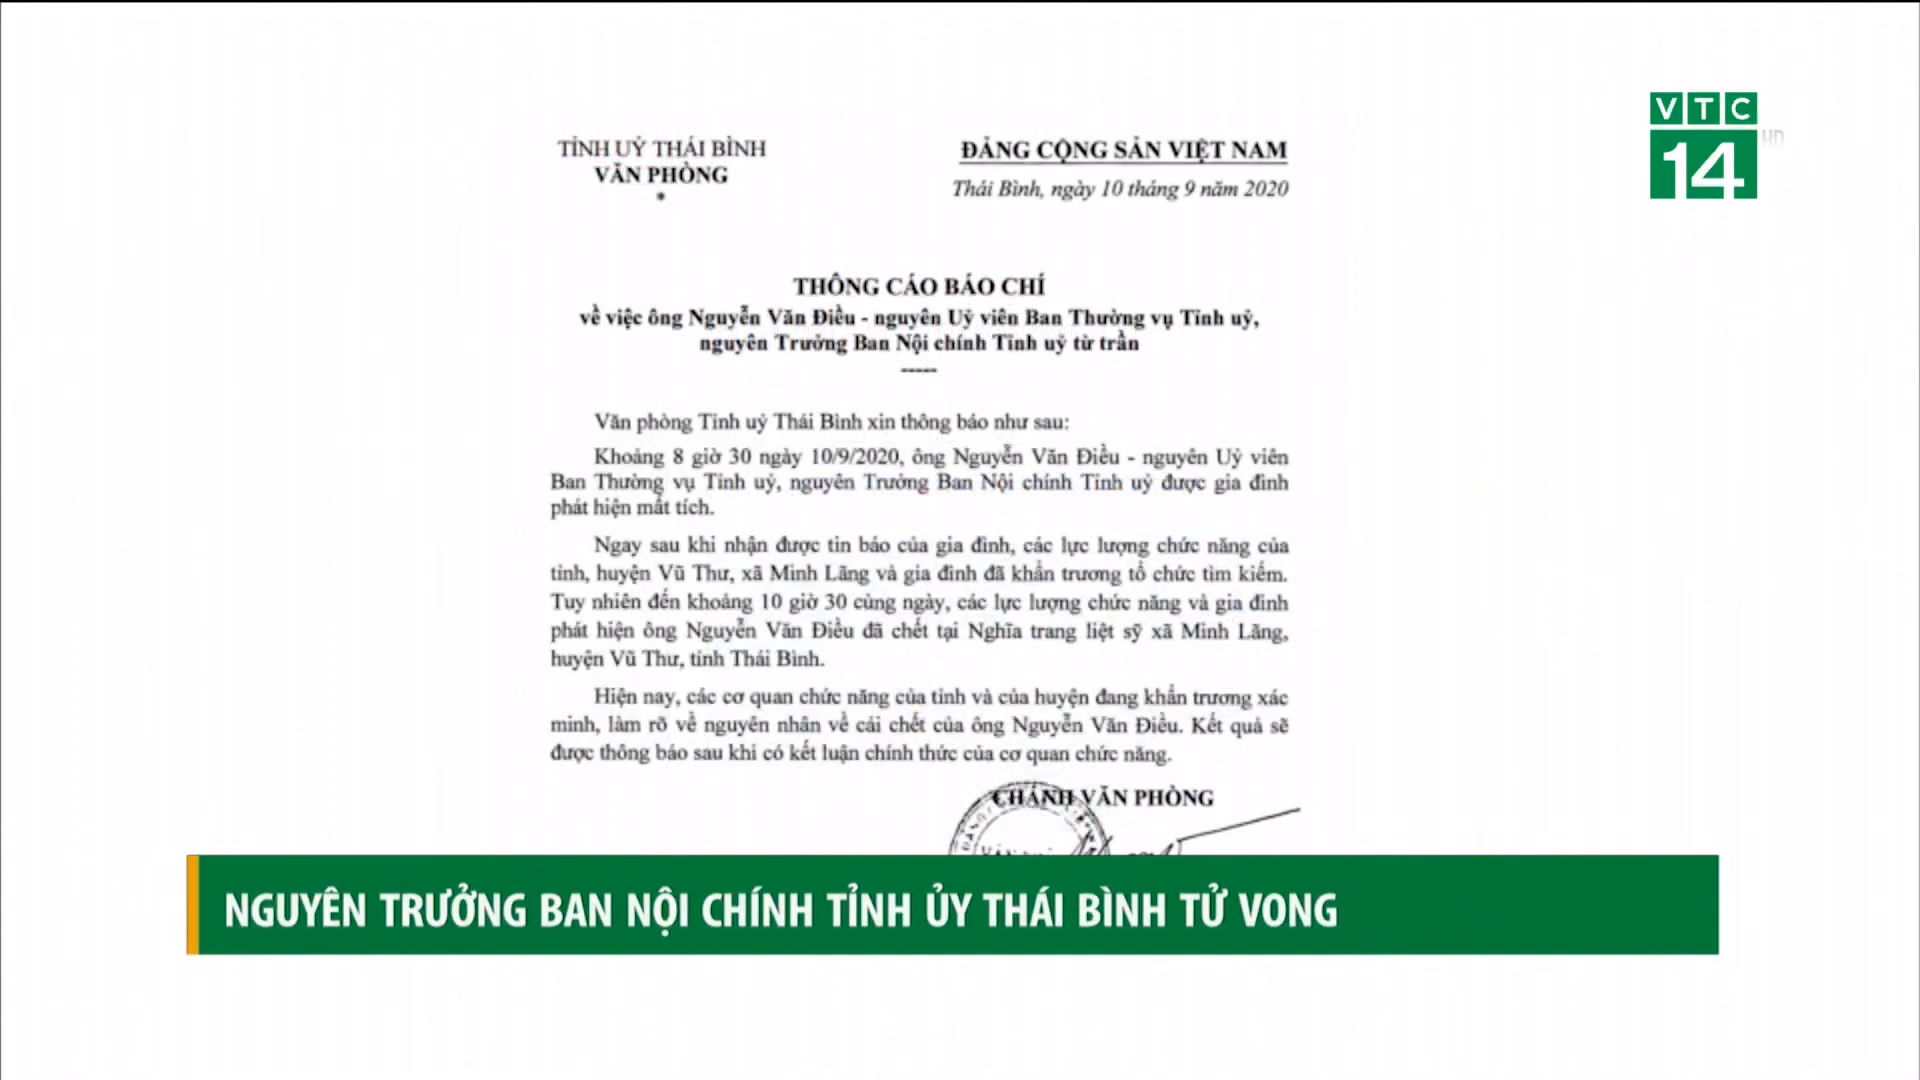 VTC
14
TỈNH UỶ THÁI BÌNH
VĂN PHÒNG
*
ĐẢNG CỘNG SẢN VIỆT NAM
Thái Bình, ngày 10 tháng 9 năm 2020
THÔNG CÁO BÁO CHÍ
về việc ông Nguyễn Văn Điều - nguyên Uỷ viên Ban Thường vụ Tỉnh uỷ,
nguyên Trưởng Ban Nội chính Tỉnh uỷ từ trần
-----
Văn phòng Tỉnh uỷ Thái Bình xin thông báo như sau:
Khoảng 8 giờ 30 ngày 10/9/2020, ông Nguyễn Văn Điều - nguyên Uỷ viên
Ban Thường vụ Tỉnh uỷ, nguyên Trưởng Ban Nội chính Tỉnh uỷ được gia đình
phát hiện mất tích.
Ngay sau khi nhận được tin báo của gia đình, các lực lượng chức năng của
tỉnh, huyện Vũ Thư, xã Minh Lãng và gia đình đã khẩn trương tổ chức tìm kiếm.
Tuy nhiên đến khoảng 10 giờ 30 cùng ngày, các lực lượng chức năng và gia đình
phát hiện ông Nguyễn Văn Điều đã chết tại Nghĩa trang liệt sỹ xã Minh Lãng,
huyện Vũ Thư, tỉnh Thái Bình.
Hiện nay, các cơ quan chức năng của tỉnh và của huyện đang khẩn trương xác
minh, làm rõ về nguyên nhân về cái chết của ông Nguyễn Văn Điều. Kết quả sẽ
được thông báo sau khi có kết luận chính thức của cơ quan chức năng.
CHÁNH VĂN PHÒNG
NGUYÊN TRƯỞNG BAN NỘI CHÍNH TỈNH ỦY THÁI BÌNH TỬ VONG